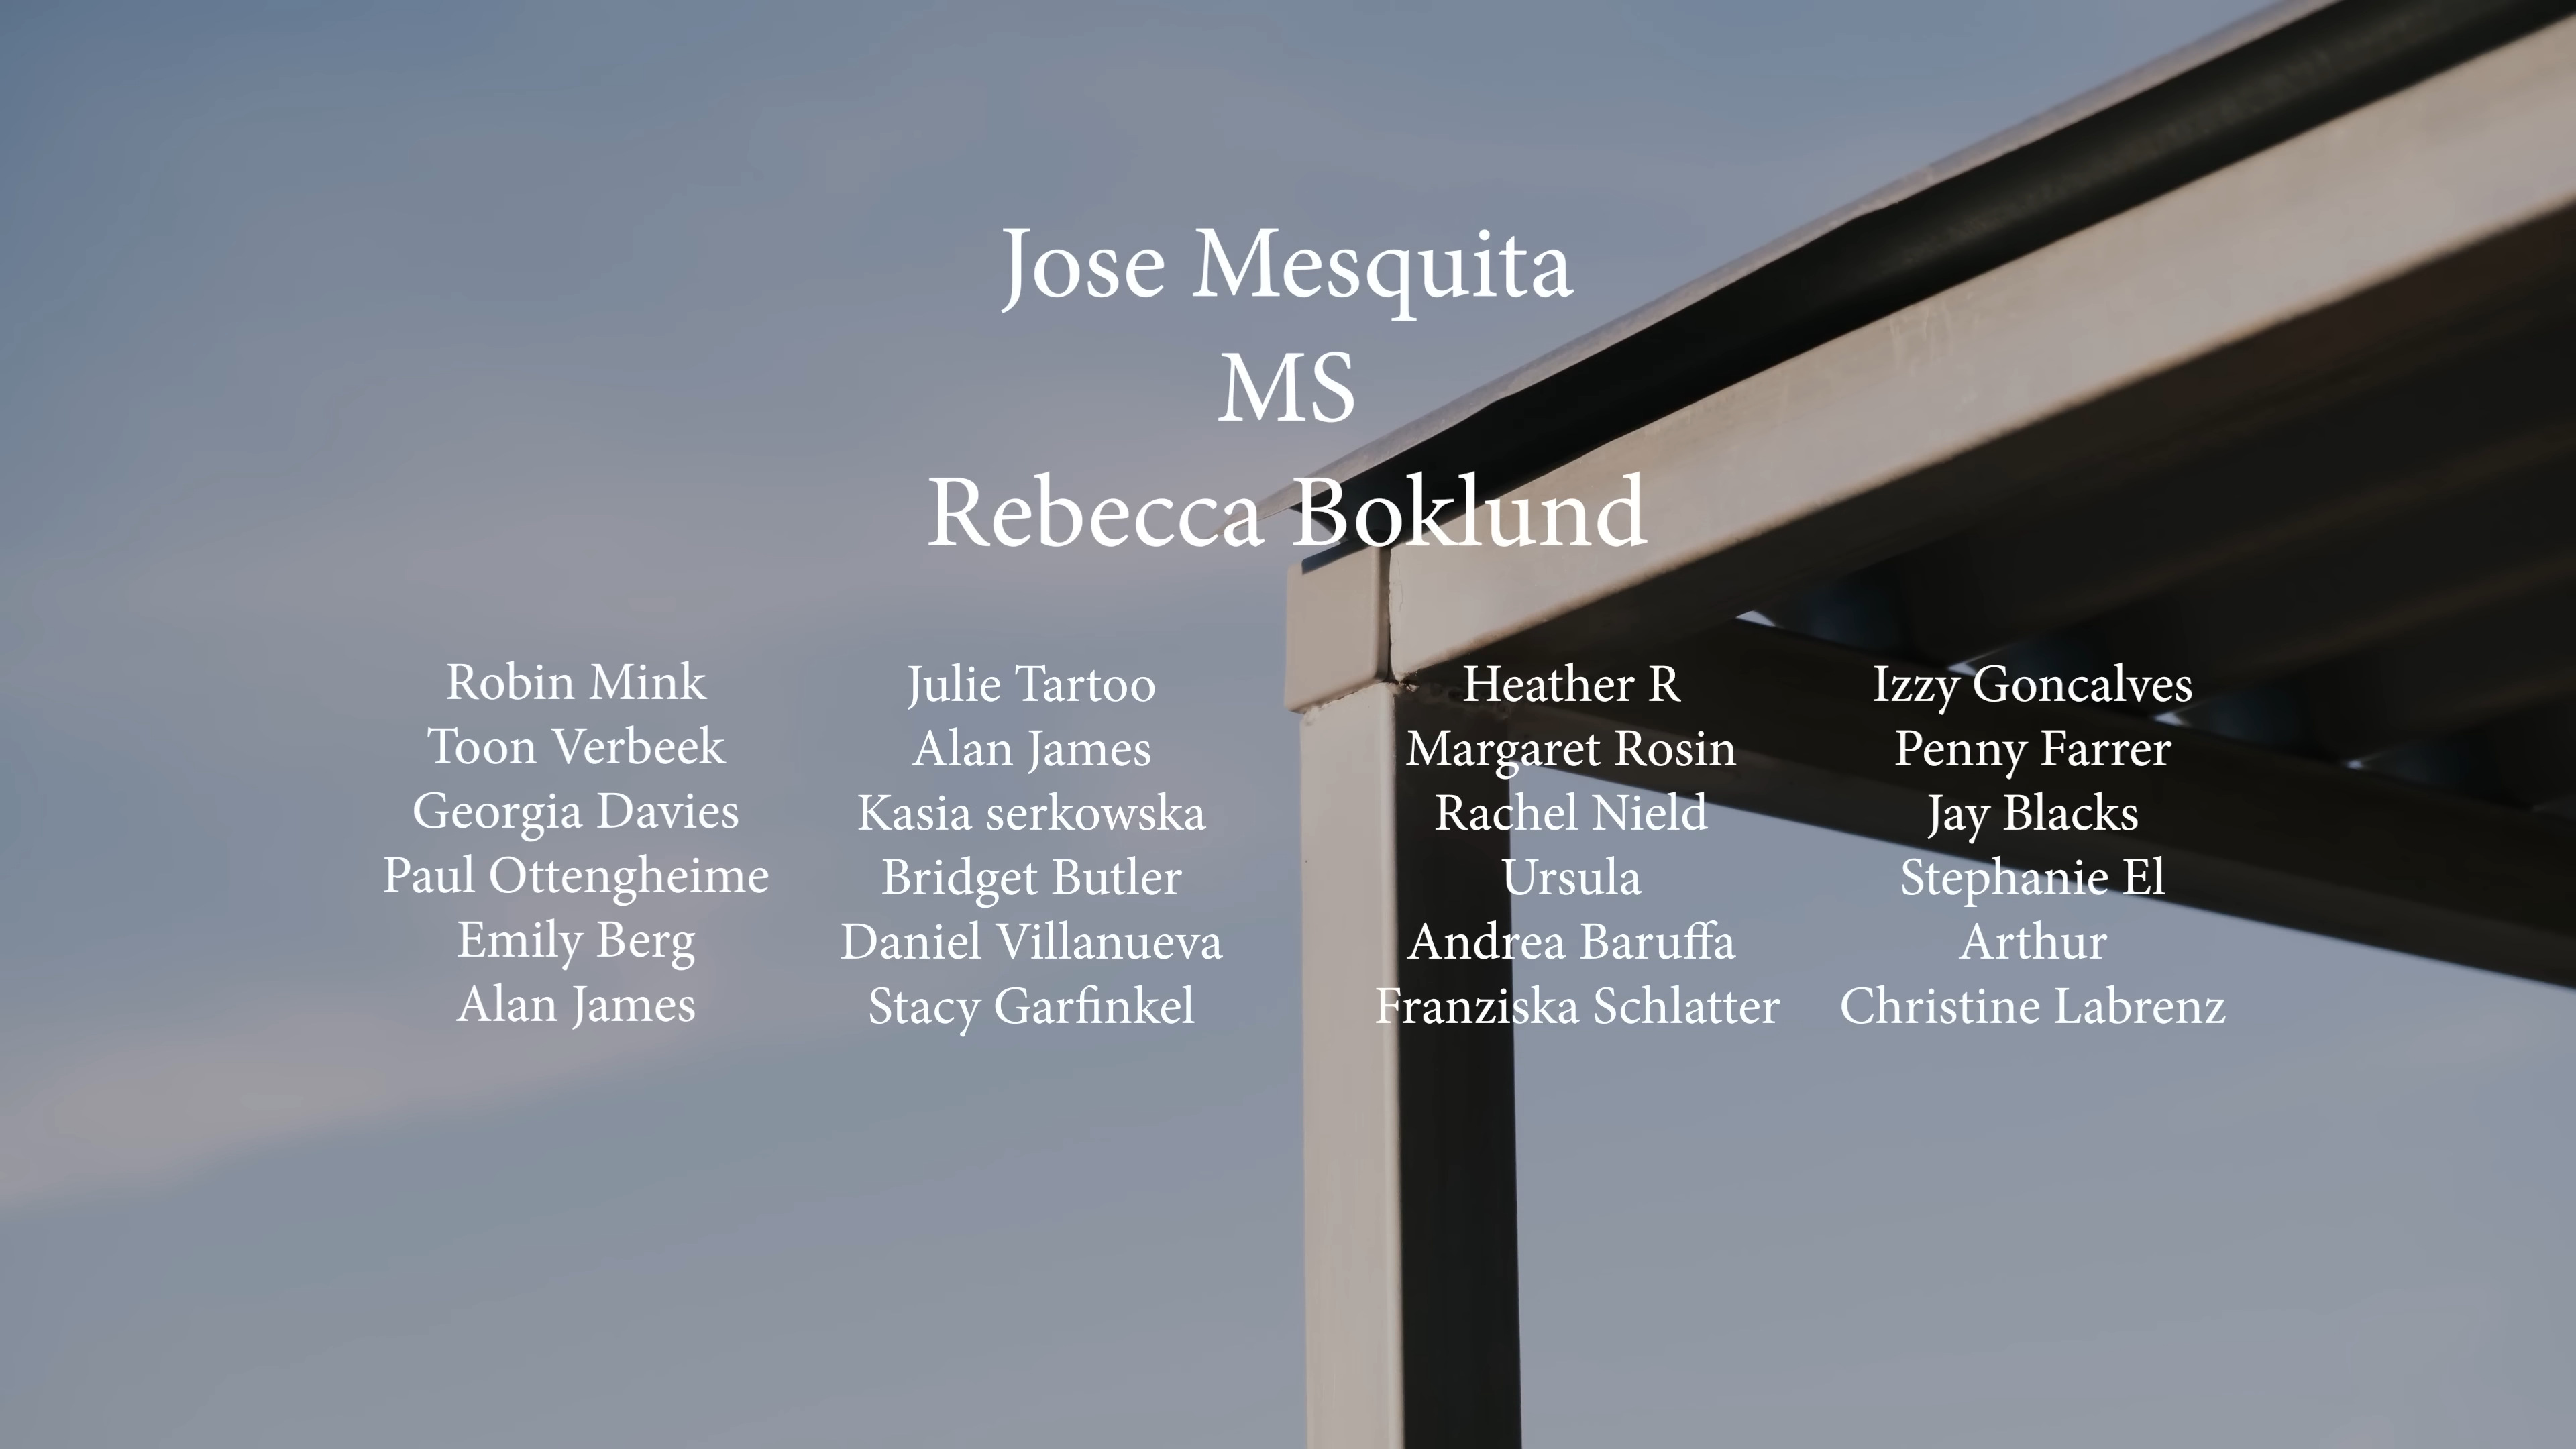 Jose Mesquita
MS
Rebecca Boklund
Robin Mink
Toon Verbeek
Georgia Davies
Paul Ottengheime
Emily Berg
Alan James
Julie Tartoo
Alan James
Kasia serkowska
Bridget Butler
Daniel Villanueva
Stacy Garfinkel
Heather R
Margaret Rosin
Rachel Nield
Ursula
Andrea Baruffa
Franziska Schlatter
Izzy Goncalves
Penny Farrer
Jay Blacks
Stephanie El
Arthur
Christine Labrenz